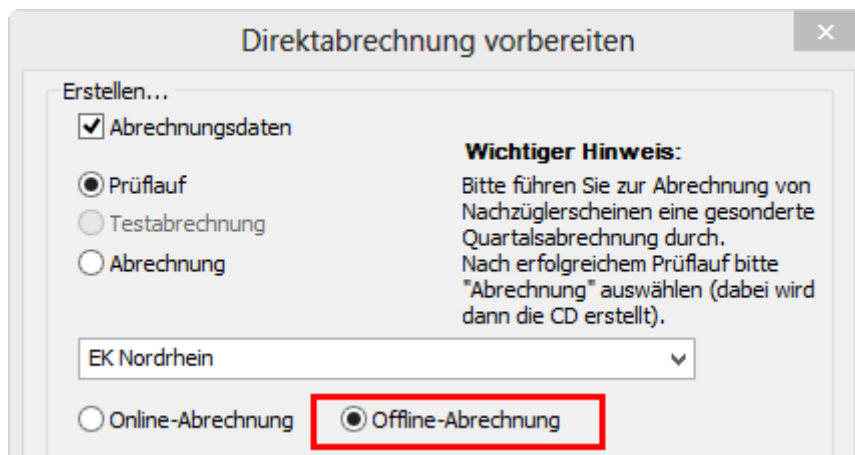 Direktabrechnung vorbereiten
Erstellen...
Abrechnungsdaten
Prüflauf
Testabrechnung
Abrechnung
Wichtiger Hinweis:
Bitte führen Sie zur Abrechnung von
Nachzüglerscheinen eine gesonderte
Quartalsabrechnung durch.
Nach erfolgreichem Prüflauf bitte
"Abrechnung" auswählen (dabei wird
dann die CD erstellt).
EK Nordrhein
Online-Abrechnung
Offline-Abrechnung